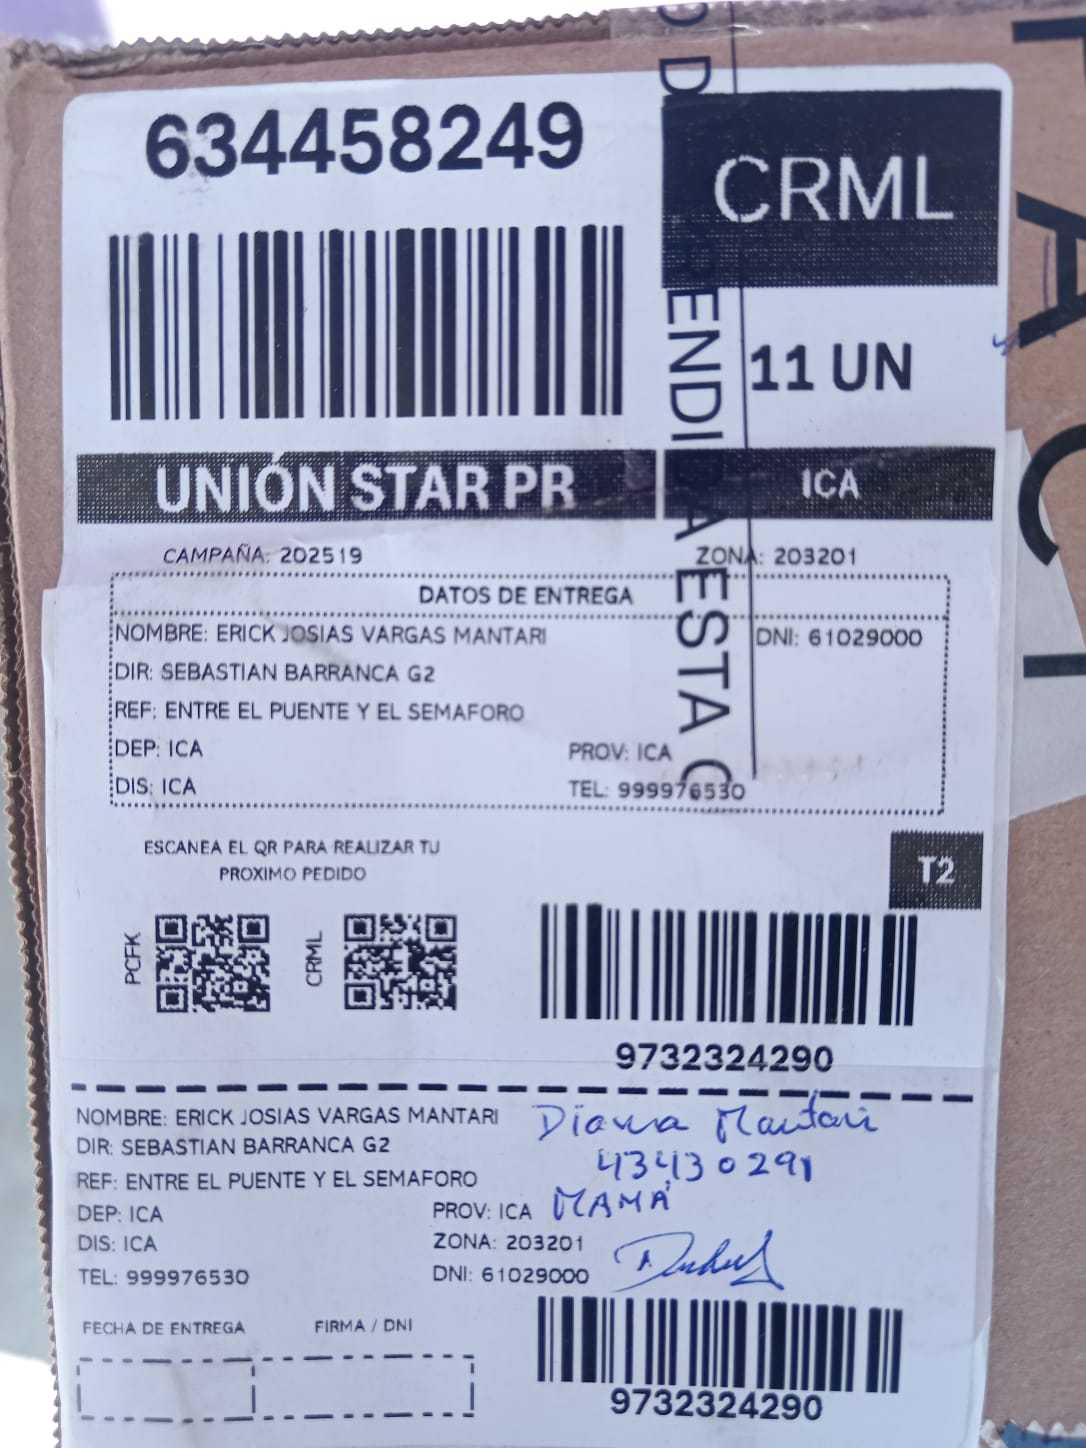 634458249
CRML
11 UN
UNIÓN STAR PR
ICA
CAMPAÑA: 202519
ZONA: 203201
DATOS DE ENTREGA
NOMBRE: ERICK JOSIAS VARGAS MANTARI
DNI: 61029000
DIR: SEBASTIAN BARRANCA G2
REF: ENTRE EL PUENTE Y EL SEMAFORO
DEP: ICA
PROV: ICA
DIS: ICA
TEL: 999976530
ESTA
ESCANEA EL QR PARA REALIZAR TU
PROXIMO PEDIDO
T2
PCFK
CRML
9732324290
NOMBRE: ERICK JOSIAS VARGAS MANTARI
Diana Mantari
DIR: SEBASTIAN BARRANCA G2
43430291
REF: ENTRE EL PUENTE Y EL SEMAFORO
DEP: ICA
PROV: ICA
MAMÁ
DIS: ICA
ZONA: 203201
TEL: 999976530
DNI: 61029000
FECHA DE ENTREGA
FIRMA / DNI
9732324290